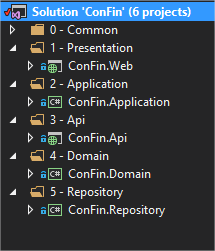 Solution 'ConFin' (6 projects)
0 - Common
1 - Presentation
ConFin.Web
2 - Application
C# ConFin.Application
3 - Api
ConFin.Api
4 - Domain
C# ConFin.Domain
5 - Repository
C# ConFin.Repository